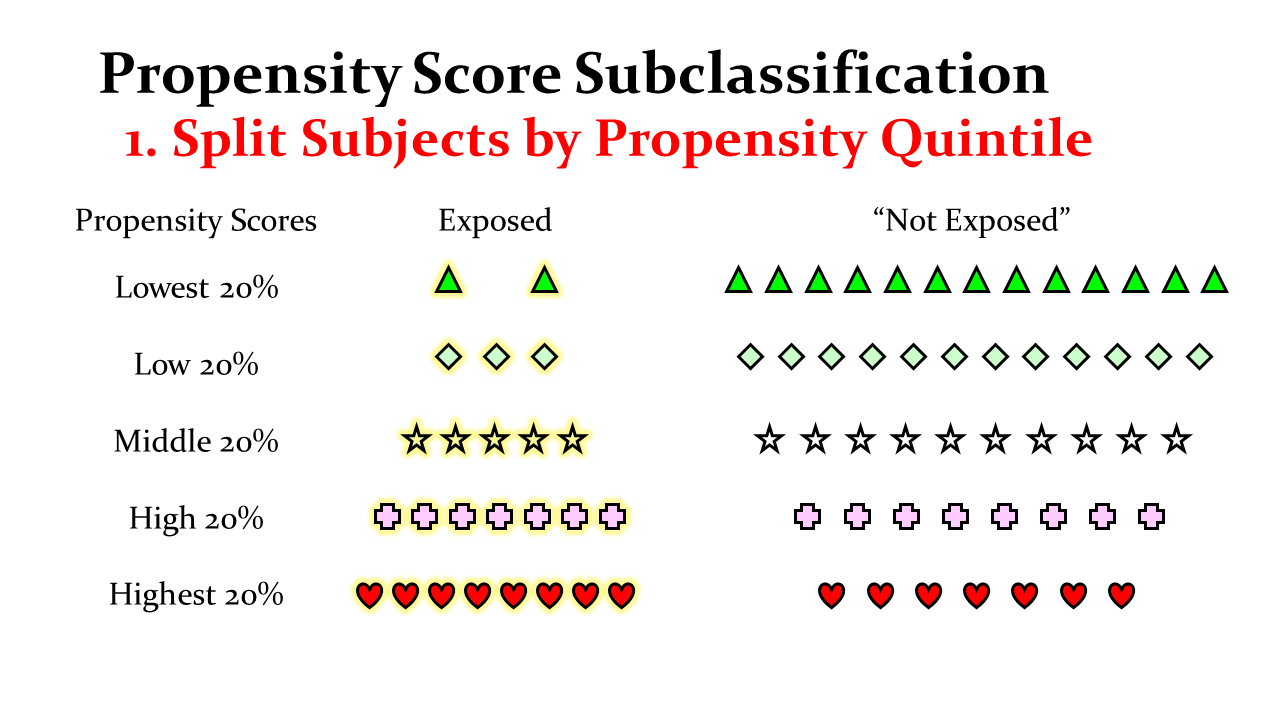 Propensity Score Subclassification
1. Split Subjects by Propensity Quintile
Propensity Scores Exposed “Not Exposed”
Lowest 20%
Low 20%
Middle 20%
High 20%
Highest 20%